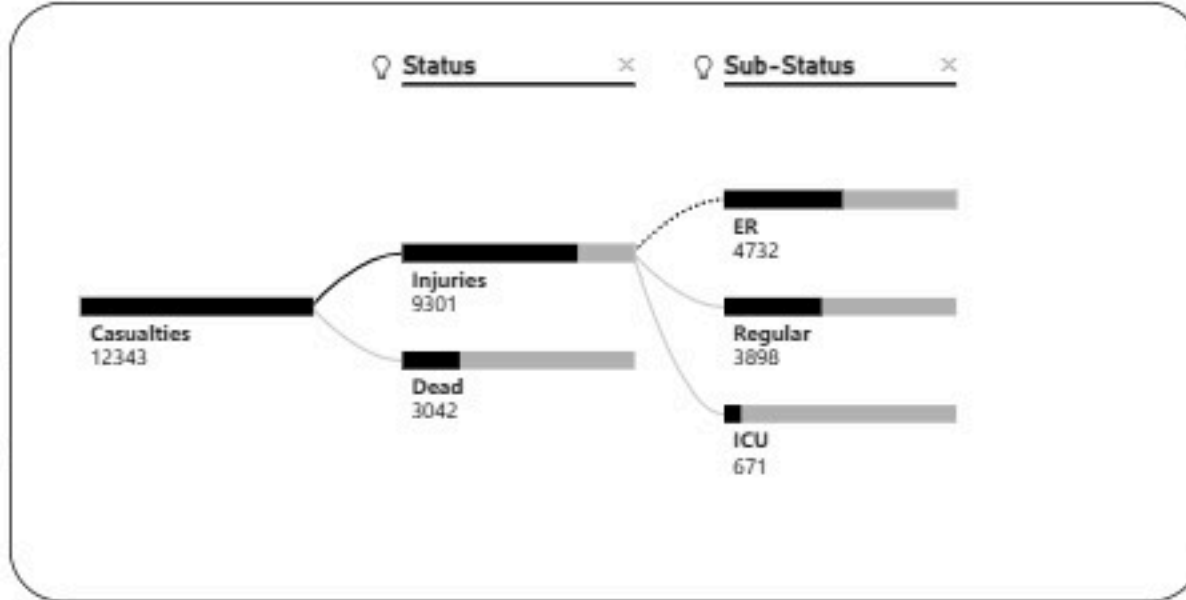 Status
Sub-Status
Casualties
12343
Injuries
9301
Dead
3042
ER
4732
Regular
3898
ICU
671